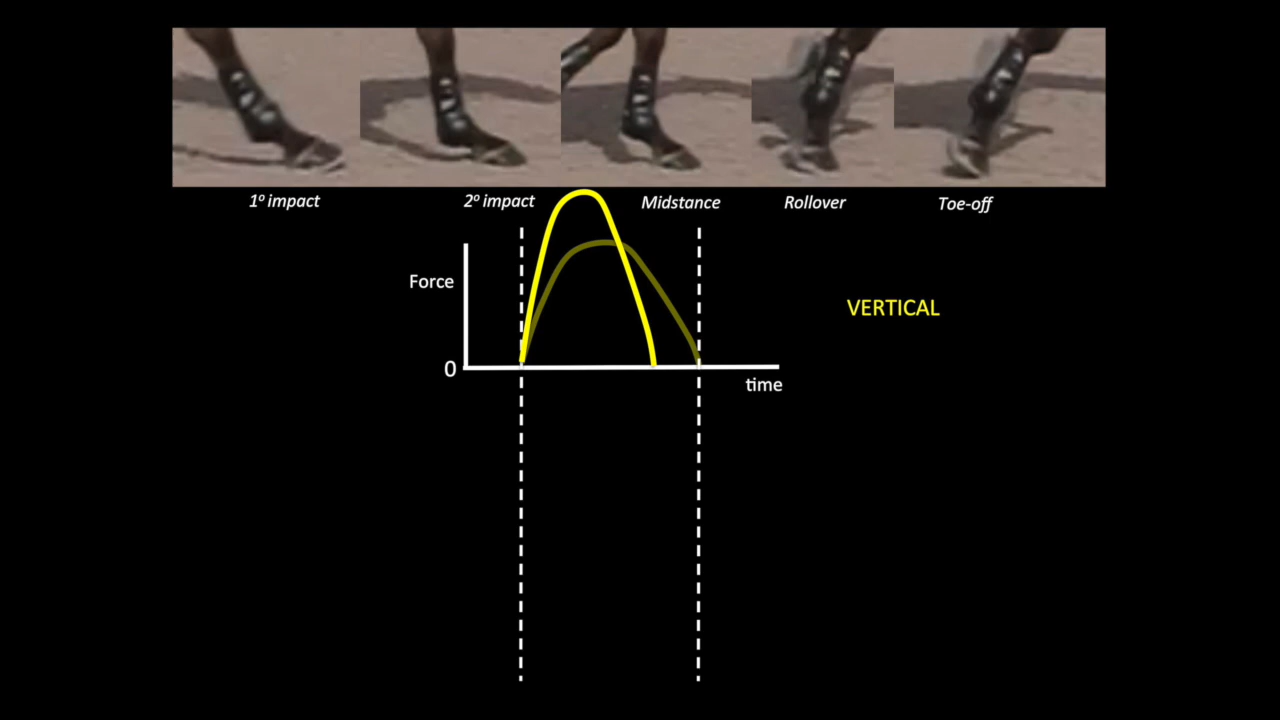 1º impact
2º impact
Midstance
Rollover
Toe-off
Force
VERTICAL
0
time